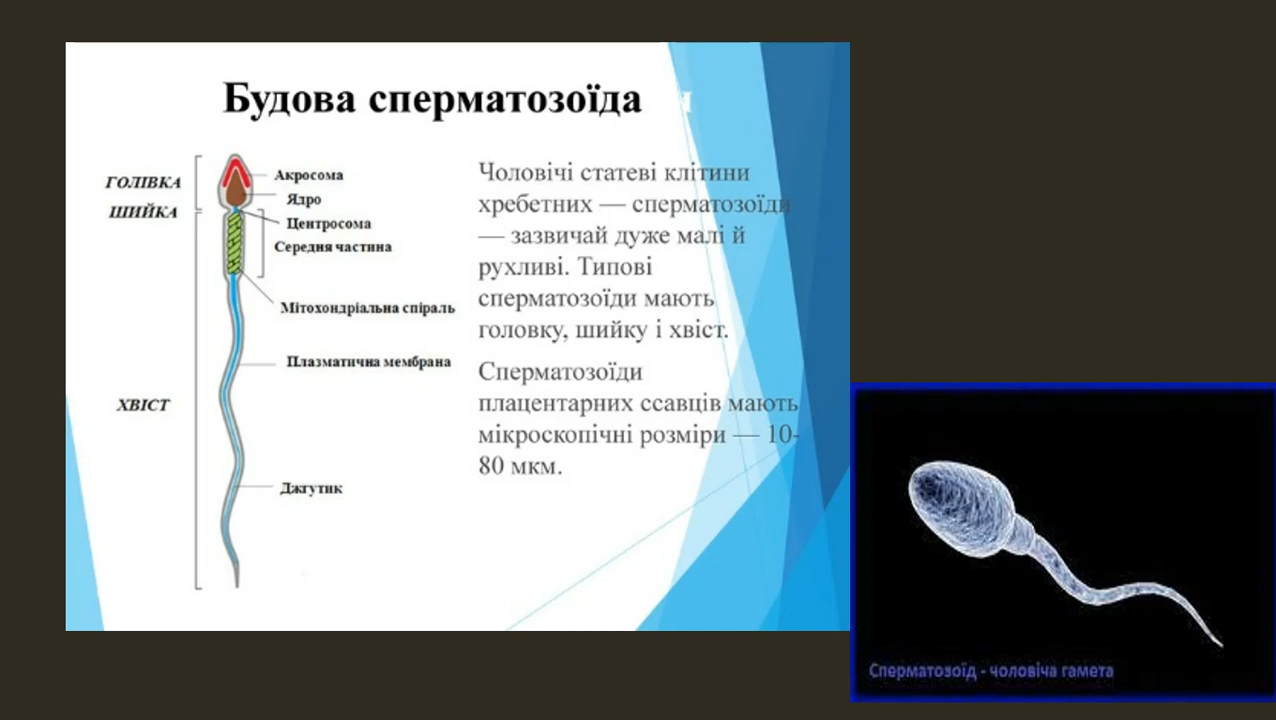 Будова сперматозоїда
ГОЛІВКА
ШИЙКА
ХВІСТ
Акросома
Ядро
Центросома
Середня частина
Мітохондріальна спіраль
Плазматична мембрана
Джгутик
Чоловічі статеві клітини
хребетних — сперматозоїди
— зазвичай дуже малі й
рухливі. Типові
сперматозоїди мають
головку, шийку і хвіст.
Сперматозоїди
плацентарних ссавців мають
мікроскопічні розміри — 10-
80 мкм.
Сперматозоїд - чоловіча гамета